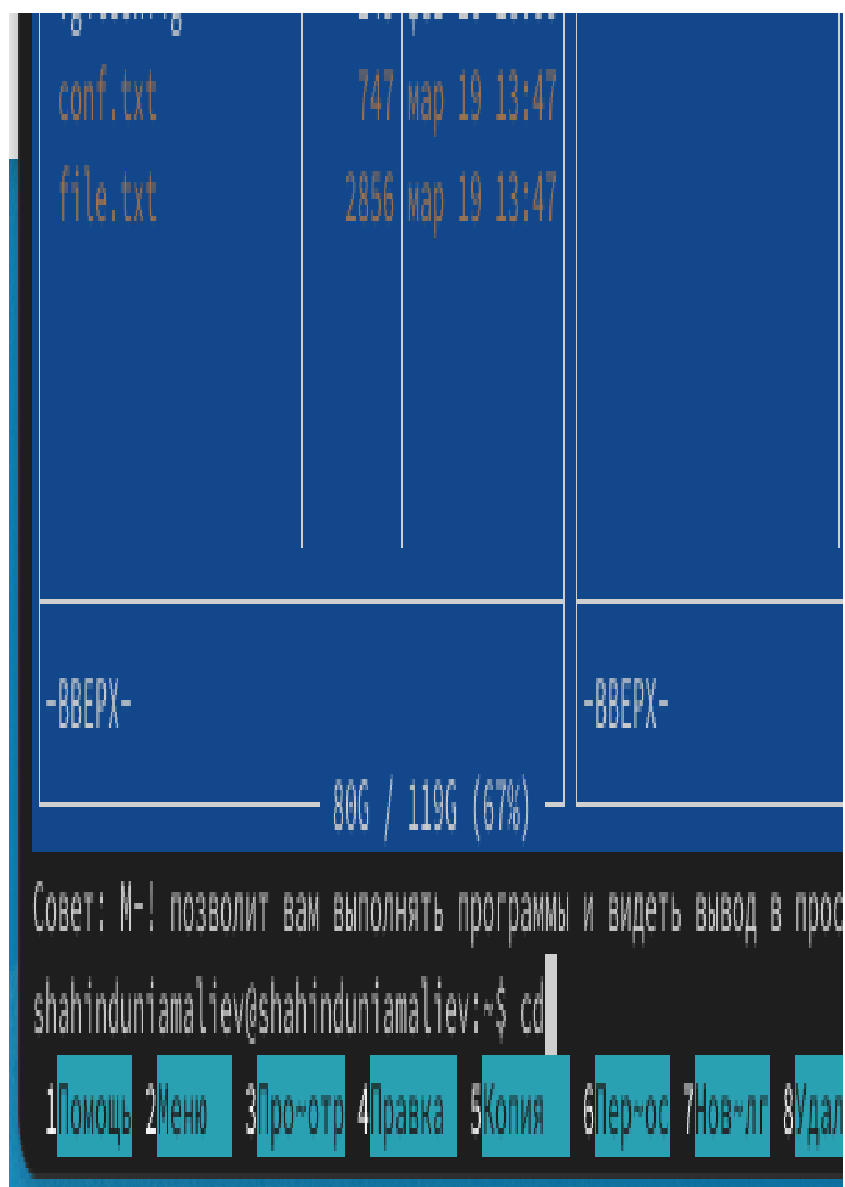 conf.txt 747 мар 19 13:47
file.txt 2856 мар 19 13:47
-ВВЕРХ- -ВВЕРХ-
80G / 119G (67%)
Совет: M-! позволит вам выполнять программы и видеть вывод в прос
shahinduniamaliev@shahinduniamaliev:~$ cd
1Помощь 2Меню 3Про~отр 4Правка 5Копия 6Пер~ос 7Нов~лг 8Удал